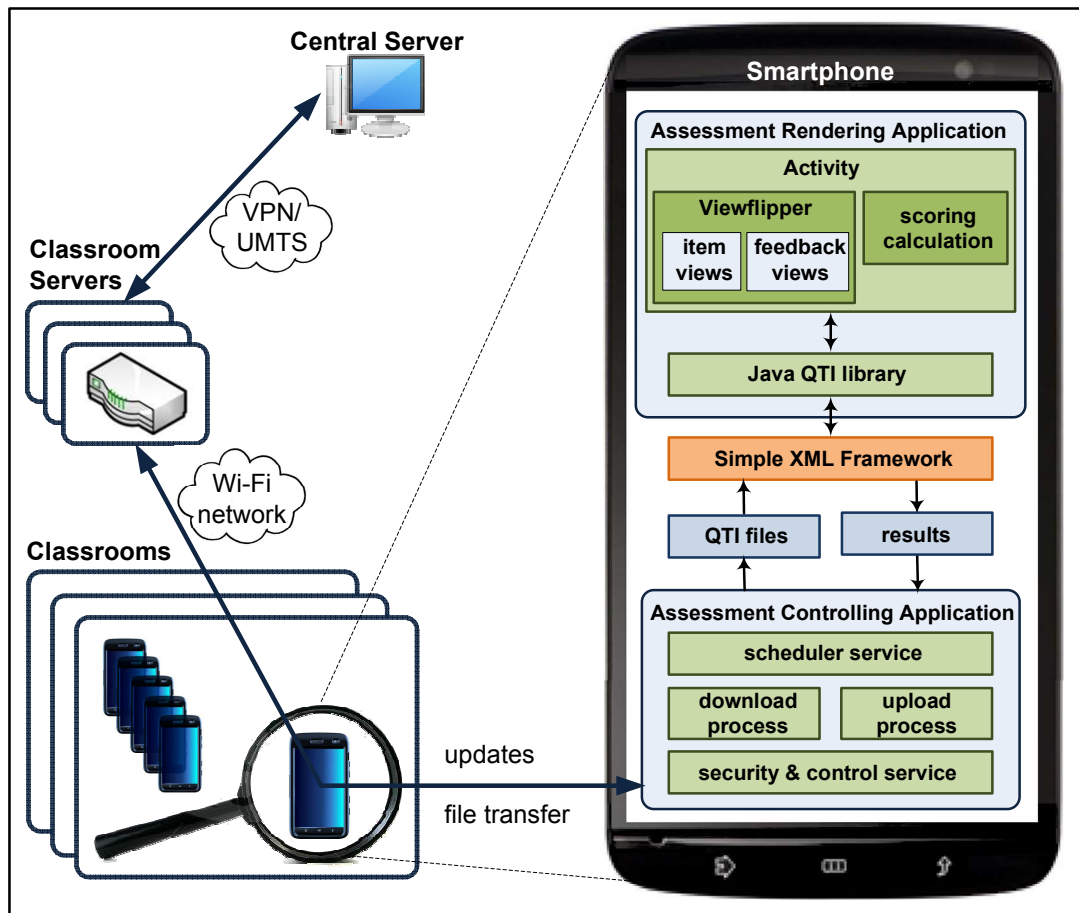 Central Server
VPN/
UMTS
Classroom
Servers
Wi-Fi
network
Classrooms
updates
file transfer
Smartphone
Assessment Rendering Application
Activity
Viewflipper
item
views
feedback
views
scoring
calculation
Java QTI library
Simple XML Framework
QTI files
results
Assessment Controlling Application
scheduler service
download
process
upload
process
security & control service